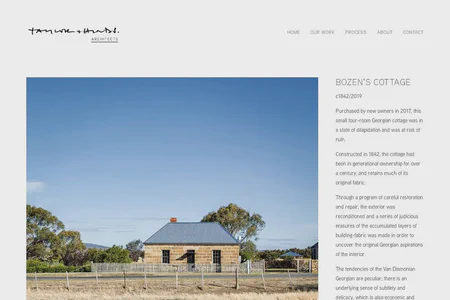 Taylor + Hinds.
ARCHITECTS
HOME OUR WORK PROCESS ABOUT CONTACT
BOZEN'S COTTAGE
c1842/2019
Purchased by new owners in 2017, this
small four-room Georgian cottage was in
a state of dilapidation and was at risk of
ruin.
Constructed in 1842, the cottage had
been in generational ownership for over
a century, and retains much of its
original fabric.
Through a program of careful restoration
and repair, the exterior was
reconditioned and a series of judicious
measures of the accumulated layers of
building-fabric was made in order to
uncover the original Georgian aspirations
of the interior.
The tendencies of the Van Diemenian
Georgian are peculiar; there is an
underlying sense of subtlety and
delicacy, which is also economic and